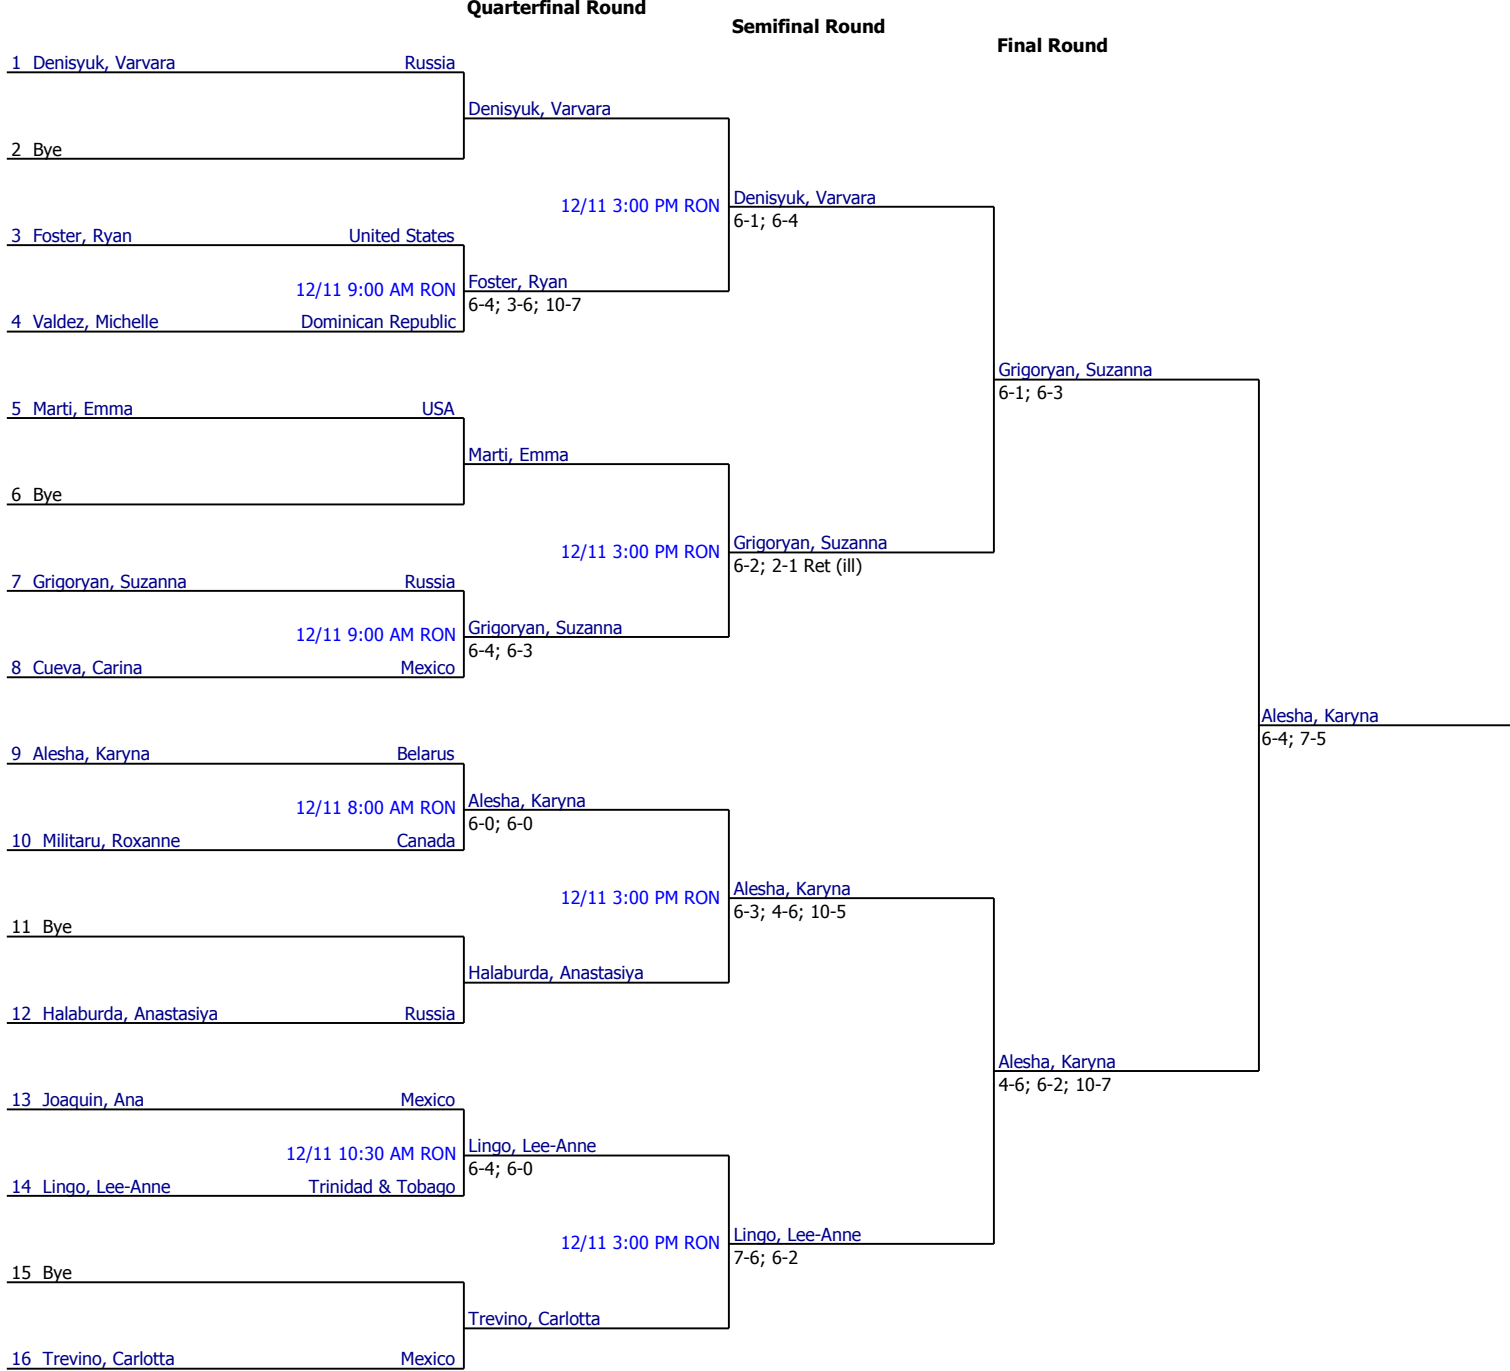 Quarterfinal Round
Semifinal Round
Final Round
1 Denisyuk, Varvara Russia
Denisyuk, Varvara
2 Bye
12/11 3:00 PM RON Denisyuk, Varvara
6-1; 6-4
3 Foster, Ryan United States
12/11 9:00 AM RON Foster, Ryan
6-4; 3-6; 10-7
4 Valdez, Michelle Dominican Republic
Grigoryan, Suzanna
6-1; 6-3
5 Marti, Emma USA
Marti, Emma
6 Bye
12/11 3:00 PM RON Grigoryan, Suzanna
6-2; 2-1 Ret (ill)
7 Grigoryan, Suzanna Russia
12/11 9:00 AM RON Grigoryan, Suzanna
6-4; 6-3
8 Cueva, Carina Mexico
Alesha, Karyna
6-4; 7-5
9 Alesha, Karyna Belarus
12/11 8:00 AM RON Alesha, Karyna
6-0; 6-0
10 Militaru, Roxanne Canada
12/11 3:00 PM RON Alesha, Karyna
6-3; 4-6; 10-5
11 Bye
Halaburda, Anastasiya
12 Halaburda, Anastasiya Russia
Alesha, Karyna
4-6; 6-2; 10-7
13 Joaquin, Ana Mexico
12/11 10:30 AM RON Lingo, Lee-Anne
6-4; 6-0
14 Lingo, Lee-Anne Trinidad & Tobago
12/11 3:00 PM RON Lingo, Lee-Anne
7-6; 6-2
15 Bye
Trevino, Carlotta
16 Trevino, Carlotta Mexico